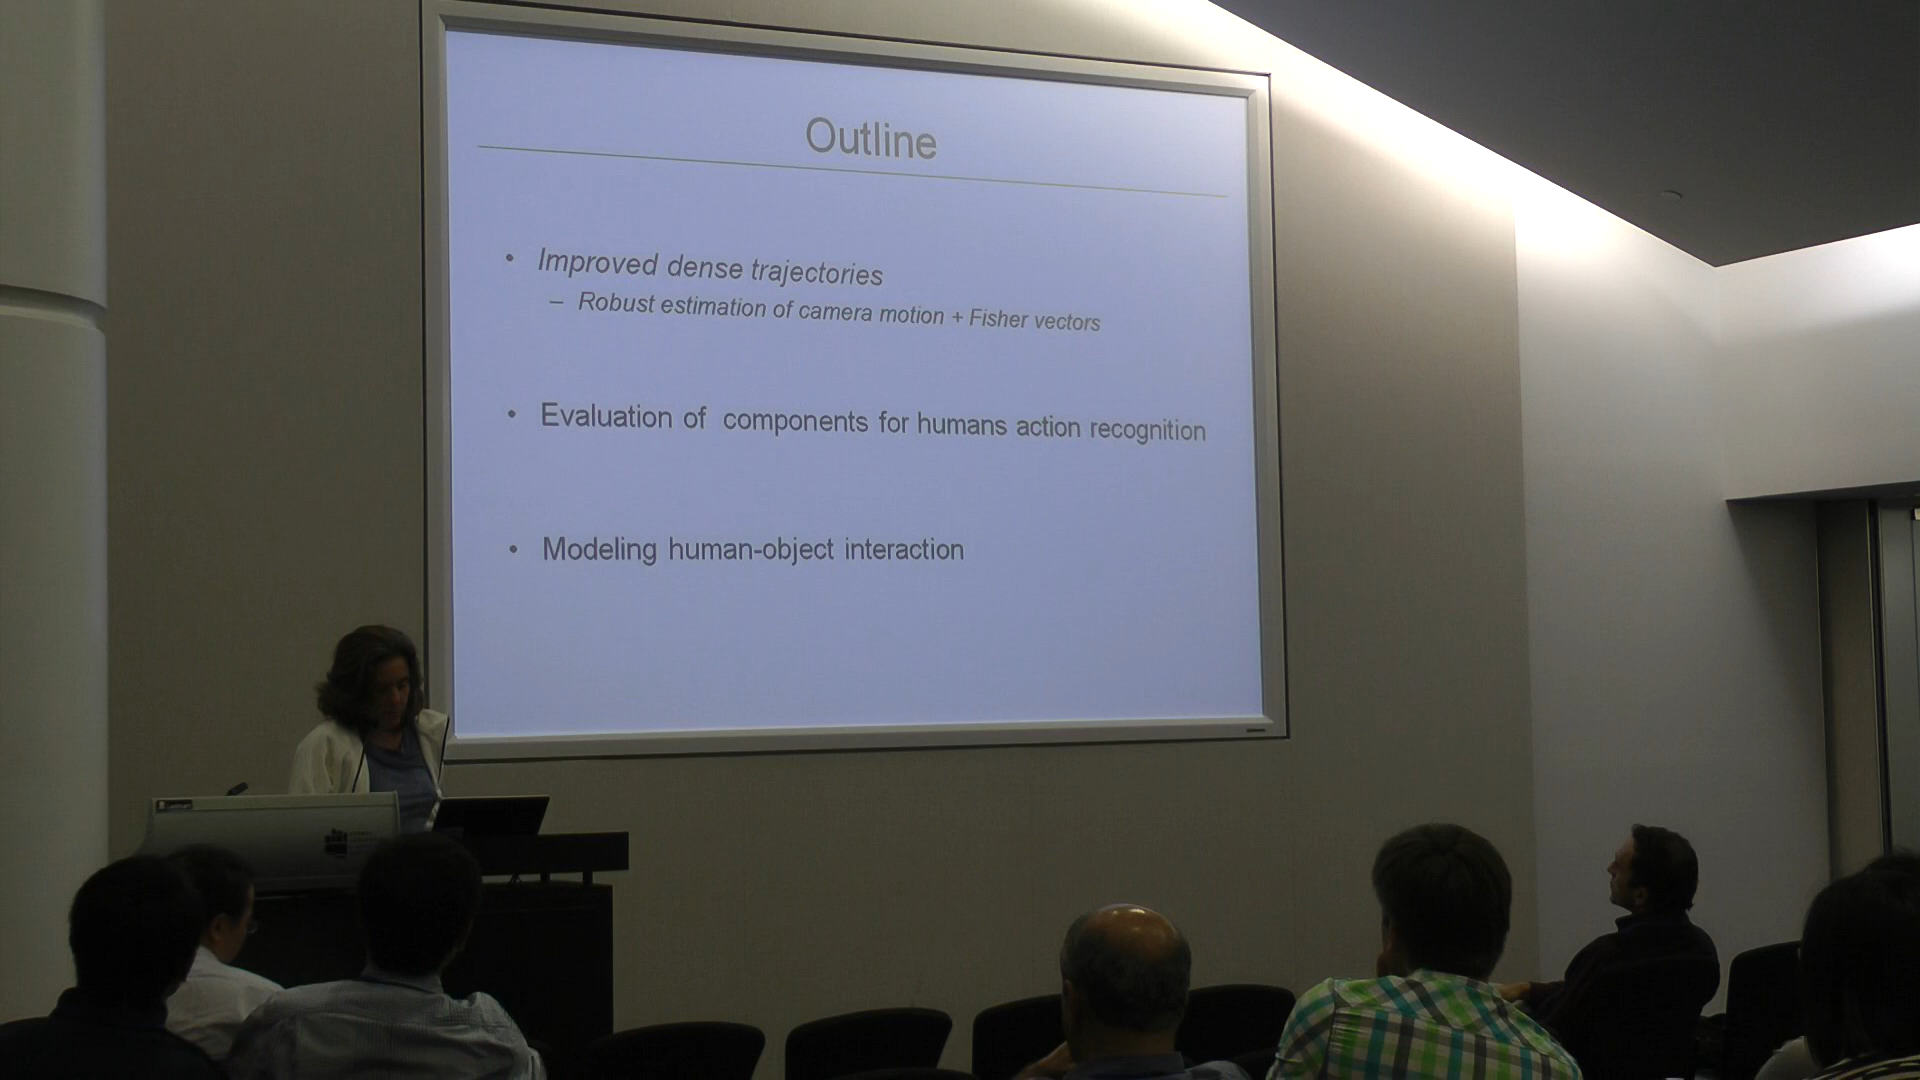 Outline
• Improved dense trajectories
– Robust estimation of camera motion + Fisher vectors
• Evaluation of components for humans action recognition
• Modeling human-object interaction